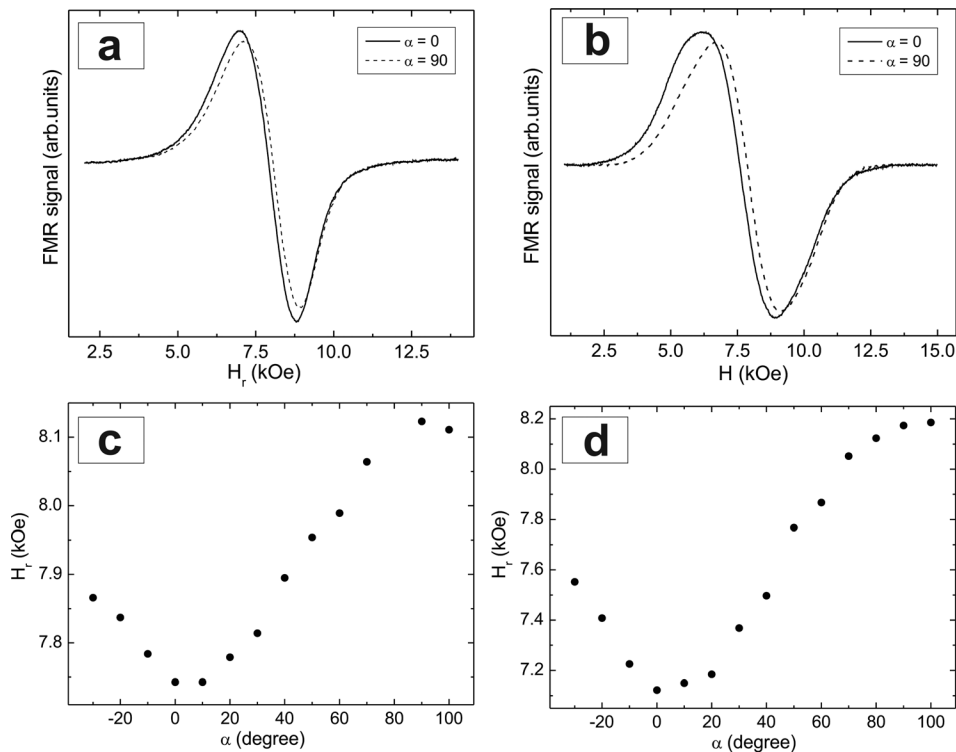 a
α = 0
α = 90
FMR signal (arb.units)
2.5 5.0 7.5 10.0 12.5
H_r (kOe)
b
α = 0
α = 90
FMR signal (arb.units)
2.5 5.0 7.5 10.0 12.5 15.0
H (kOe)
c
8.1
8.0
7.9
7.8
H_r (kOe)
-20 0 20 40 60 80 100
α (degree)
d
8.2
8.0
7.8
7.6
7.4
7.2
H_r (kOe)
-20 0 20 40 60 80 100
α (degree)